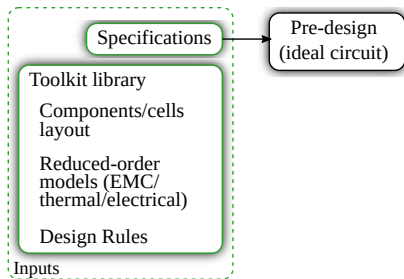 Specifications
Pre-design
(ideal circuit)
Toolkit library
Components/cells
layout
Reduced-order
models (EMC/
thermal/electrical)
Design Rules
Inputs